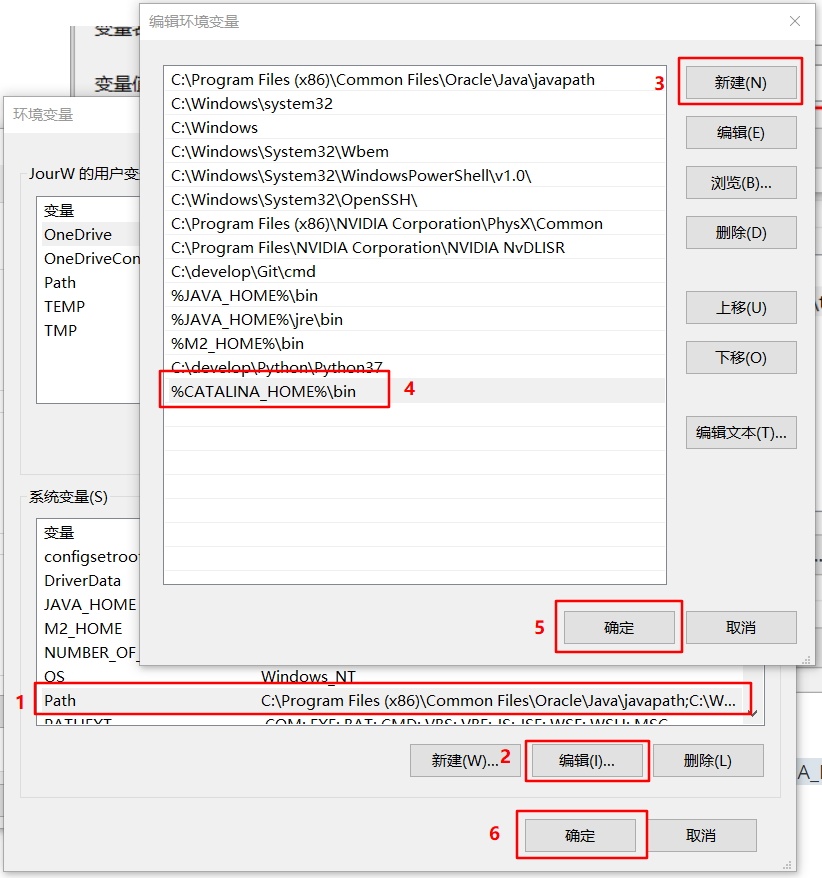 变量
编辑环境变量
变量值
环境变量
C:\Program Files (x86)\Common Files\Oracle\Java\javapath
C:\Windows\system32
C:\Windows
C:\Windows\System32\Wbem
C:\Windows\System32\WindowsPowerShell\v1.0\
C:\Windows\System32\OpenSSH\
C:\Program Files (x86)\NVIDIA Corporation\PhysX\Common
C:\Program Files\NVIDIA Corporation\NVIDIA NvDLISR
C:\develop\Git\cmd
%JAVA_HOME%\bin
%JAVA_HOME%\jre\bin
%M2_HOME%\bin
C:\develop\Python\Python37
%CATALINA_HOME%\bin
4
3
新建(N)
编辑(E)
浏览(B)...
删除(D)
上移(U)
下移(O)
编辑文本(T)...
5
确定
取消
JourW 的用户变
变量
OneDrive
OneDriveCon
Path
TEMP
TMP
系统变量(S)
变量
configsetroot
DriverData
JAVA_HOME
M2_HOME
NUMBER_OF_
OS Windows_NT
1
Path C:\Program Files (x86)\Common Files\Oracle\Java\javapath;C:\W...
PATHEXT .COM;.EXE;.BAT;.CMD;.VBS;.VBE;.JS;.JSE;.WSF;.WSH;.MSC
新建(W)...
2
编辑(I)...
删除(L)
6
确定
取消